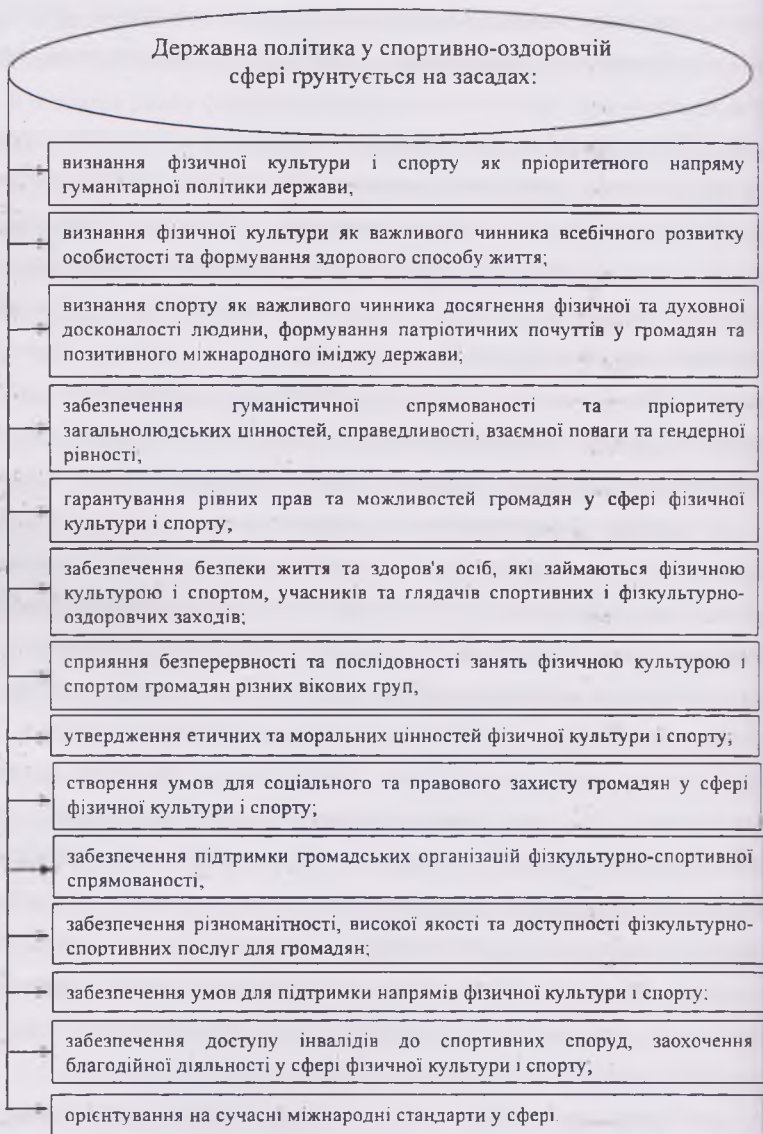 Державна політика у спортивно-оздоровчій
сфері ґрунтується на засадах:
визнання фізичної культури і спорту як пріоритетного напряму
гуманітарної політики держави;
визнання фізичної культури як важливого чинника всебічного розвитку
особистості та формування здорового способу життя;
визнання спорту як важливого чинника досягнення фізичної та духовної
досконалості людини, формування патріотичних почуттів у громадян та
позитивного міжнародного іміджу держави;
забезпечення гуманістичної спрямованості та пріоритету
загальнолюдських цінностей, справедливості, взаємної поваги та гендерної
рівності,
гарантування рівних прав та можливостей громадян у сфері фізичної
культури і спорту,
забезпечення безпеки життя та здоров'я осіб, які займаються фізичною
культурою і спортом, учасників та глядачів спортивних і фізкультурно-
оздоровчих заходів;
сприяння безперервності та послідовності занять фізичною культурою і
спортом громадян різних вікових груп,
утвердження етичних та моральних цінностей фізичної культури і спорту;
створення умов для соціального та правового захисту громадян у сфері
фізичної культури і спорту;
забезпечення підтримки громадських організацій фізкультурно-спортивної
спрямованості,
забезпечення різноманітності, високої якості та доступності фізкультурно-
спортивних послуг для громадян;
забезпечення умов для підтримки напрямів фізичної культури і спорту;
забезпечення доступу інвалідів до спортивних споруд, заохочення
благодійної діяльності у сфері фізичної культури і спорту,
орієнтування на сучасні міжнародні стандарти у сфері